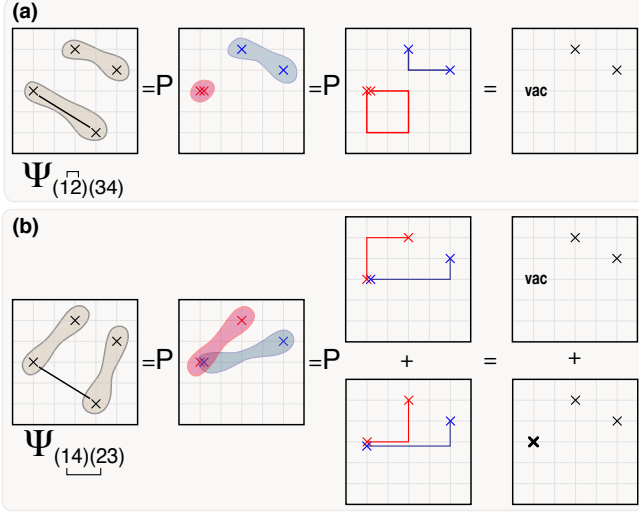 (a)
=P =P = vac
Ψ(12)(34)
(b)
vac
=P =P + = +
Ψ(14)(23)